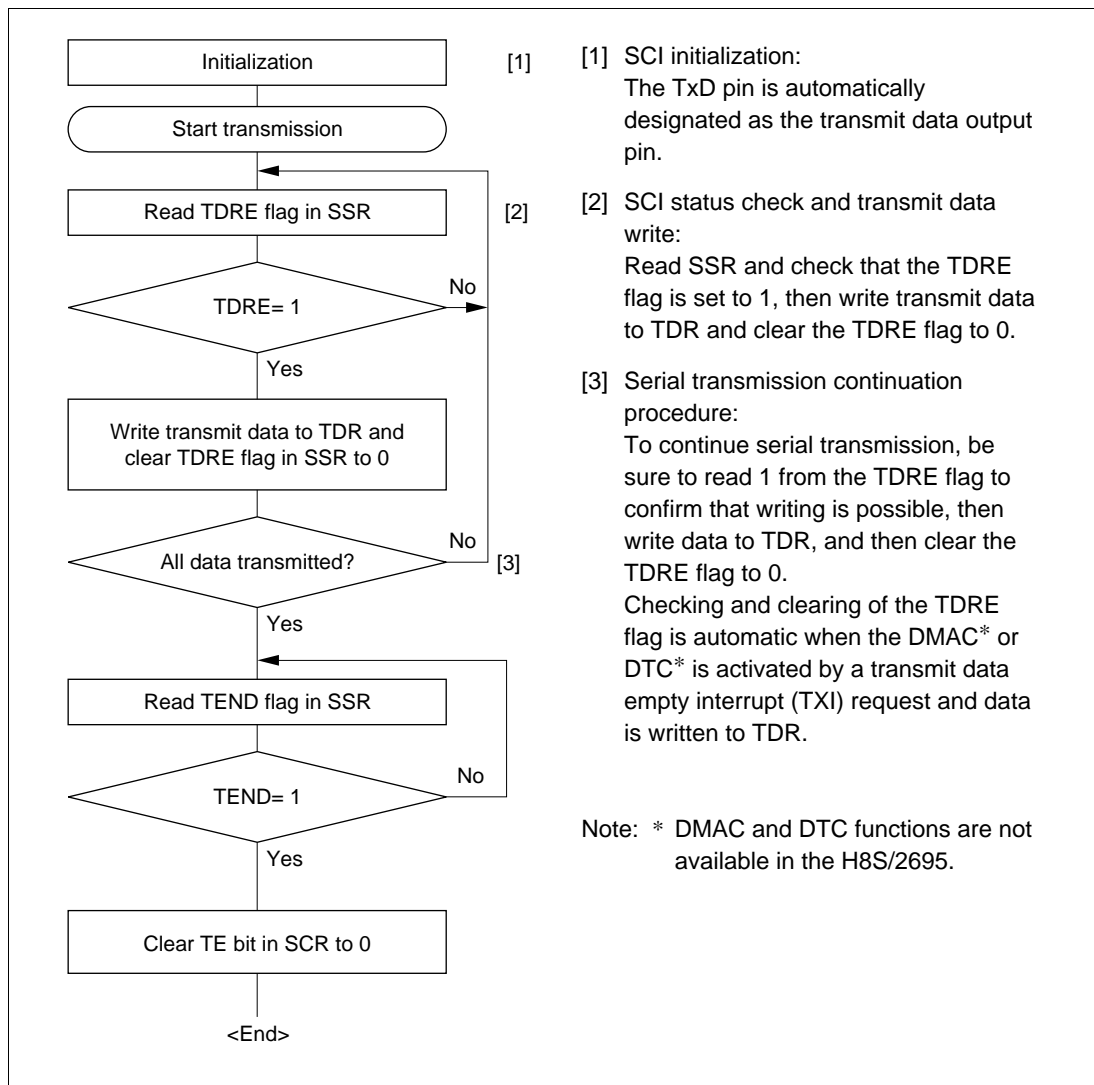 Initialization
[1]
Start transmission
Read TDRE flag in SSR
[2]
TDRE= 1
No
Yes
Write transmit data to TDR and
clear TDRE flag in SSR to 0
All data transmitted?
No
[3]
Yes
Read TEND flag in SSR
TEND= 1
No
Yes
Clear TE bit in SCR to 0
<End>
[1] SCI initialization:
The TxD pin is automatically
designated as the transmit data output
pin.
[2] SCI status check and transmit data
write:
Read SSR and check that the TDRE
flag is set to 1, then write transmit data
to TDR and clear the TDRE flag to 0.
[3] Serial transmission continuation
procedure:
To continue serial transmission, be
sure to read 1 from the TDRE flag to
confirm that writing is possible, then
write data to TDR, and then clear the
TDRE flag to 0.
Checking and clearing of the TDRE
flag is automatic when the DMAC* or
DTC* is activated by a transmit data
empty interrupt (TXI) request and data
is written to TDR.
Note: * DMAC and DTC functions are not
available in the H8S/2695.